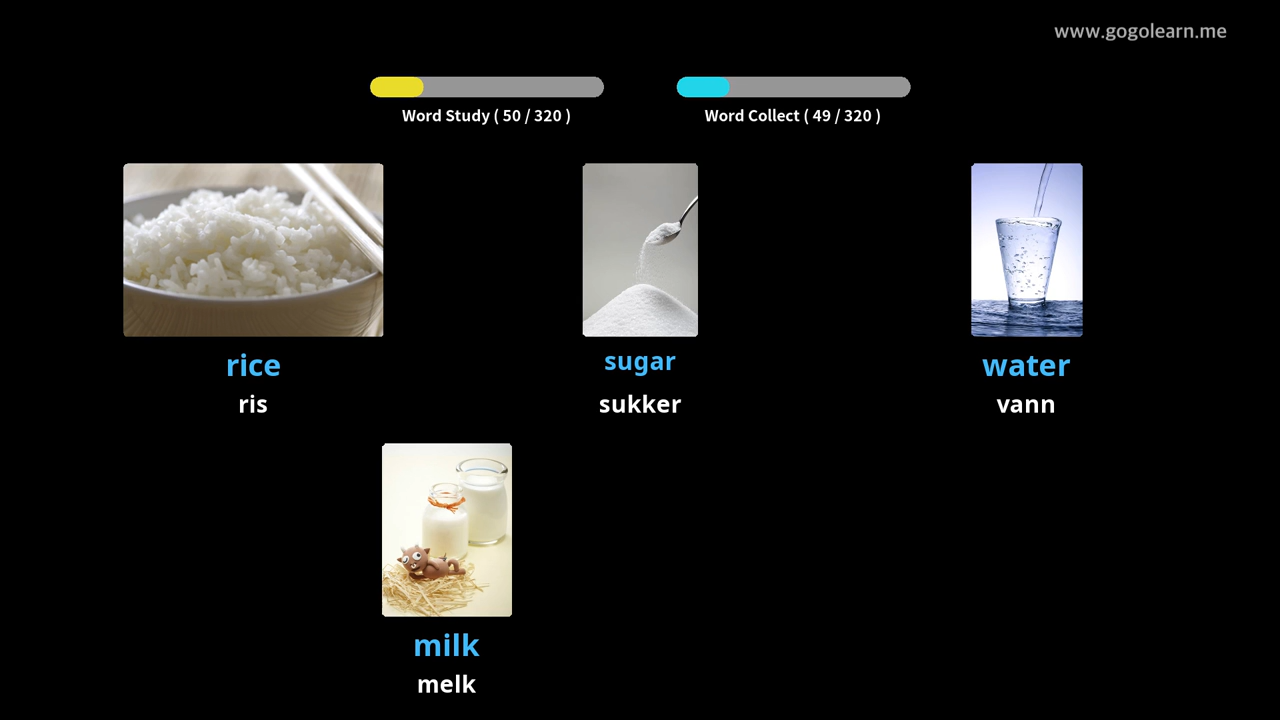 www.gogolearn.me
Word Study ( 50 / 320 )
Word Collect ( 49 / 320 )
rice
ris
sugar
sukker
water
vann
milk
melk